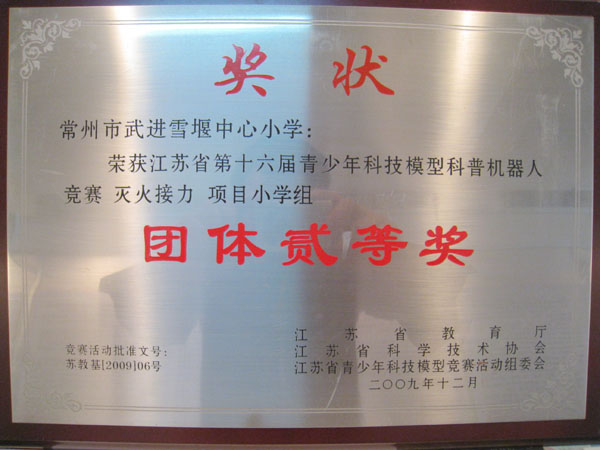 奖状
常州市武进雪堰中心小学：
荣获江苏省第十六届青少年科技模型科普机器人
竞赛 灭火接力 项目小学组
团体贰等奖
竞赛活动批准文号：
苏教基[2009]06号
江苏省教育厅
江苏省科学技术协会
江苏省青少年科技模型竞赛活动组委会
二〇〇九年十二月